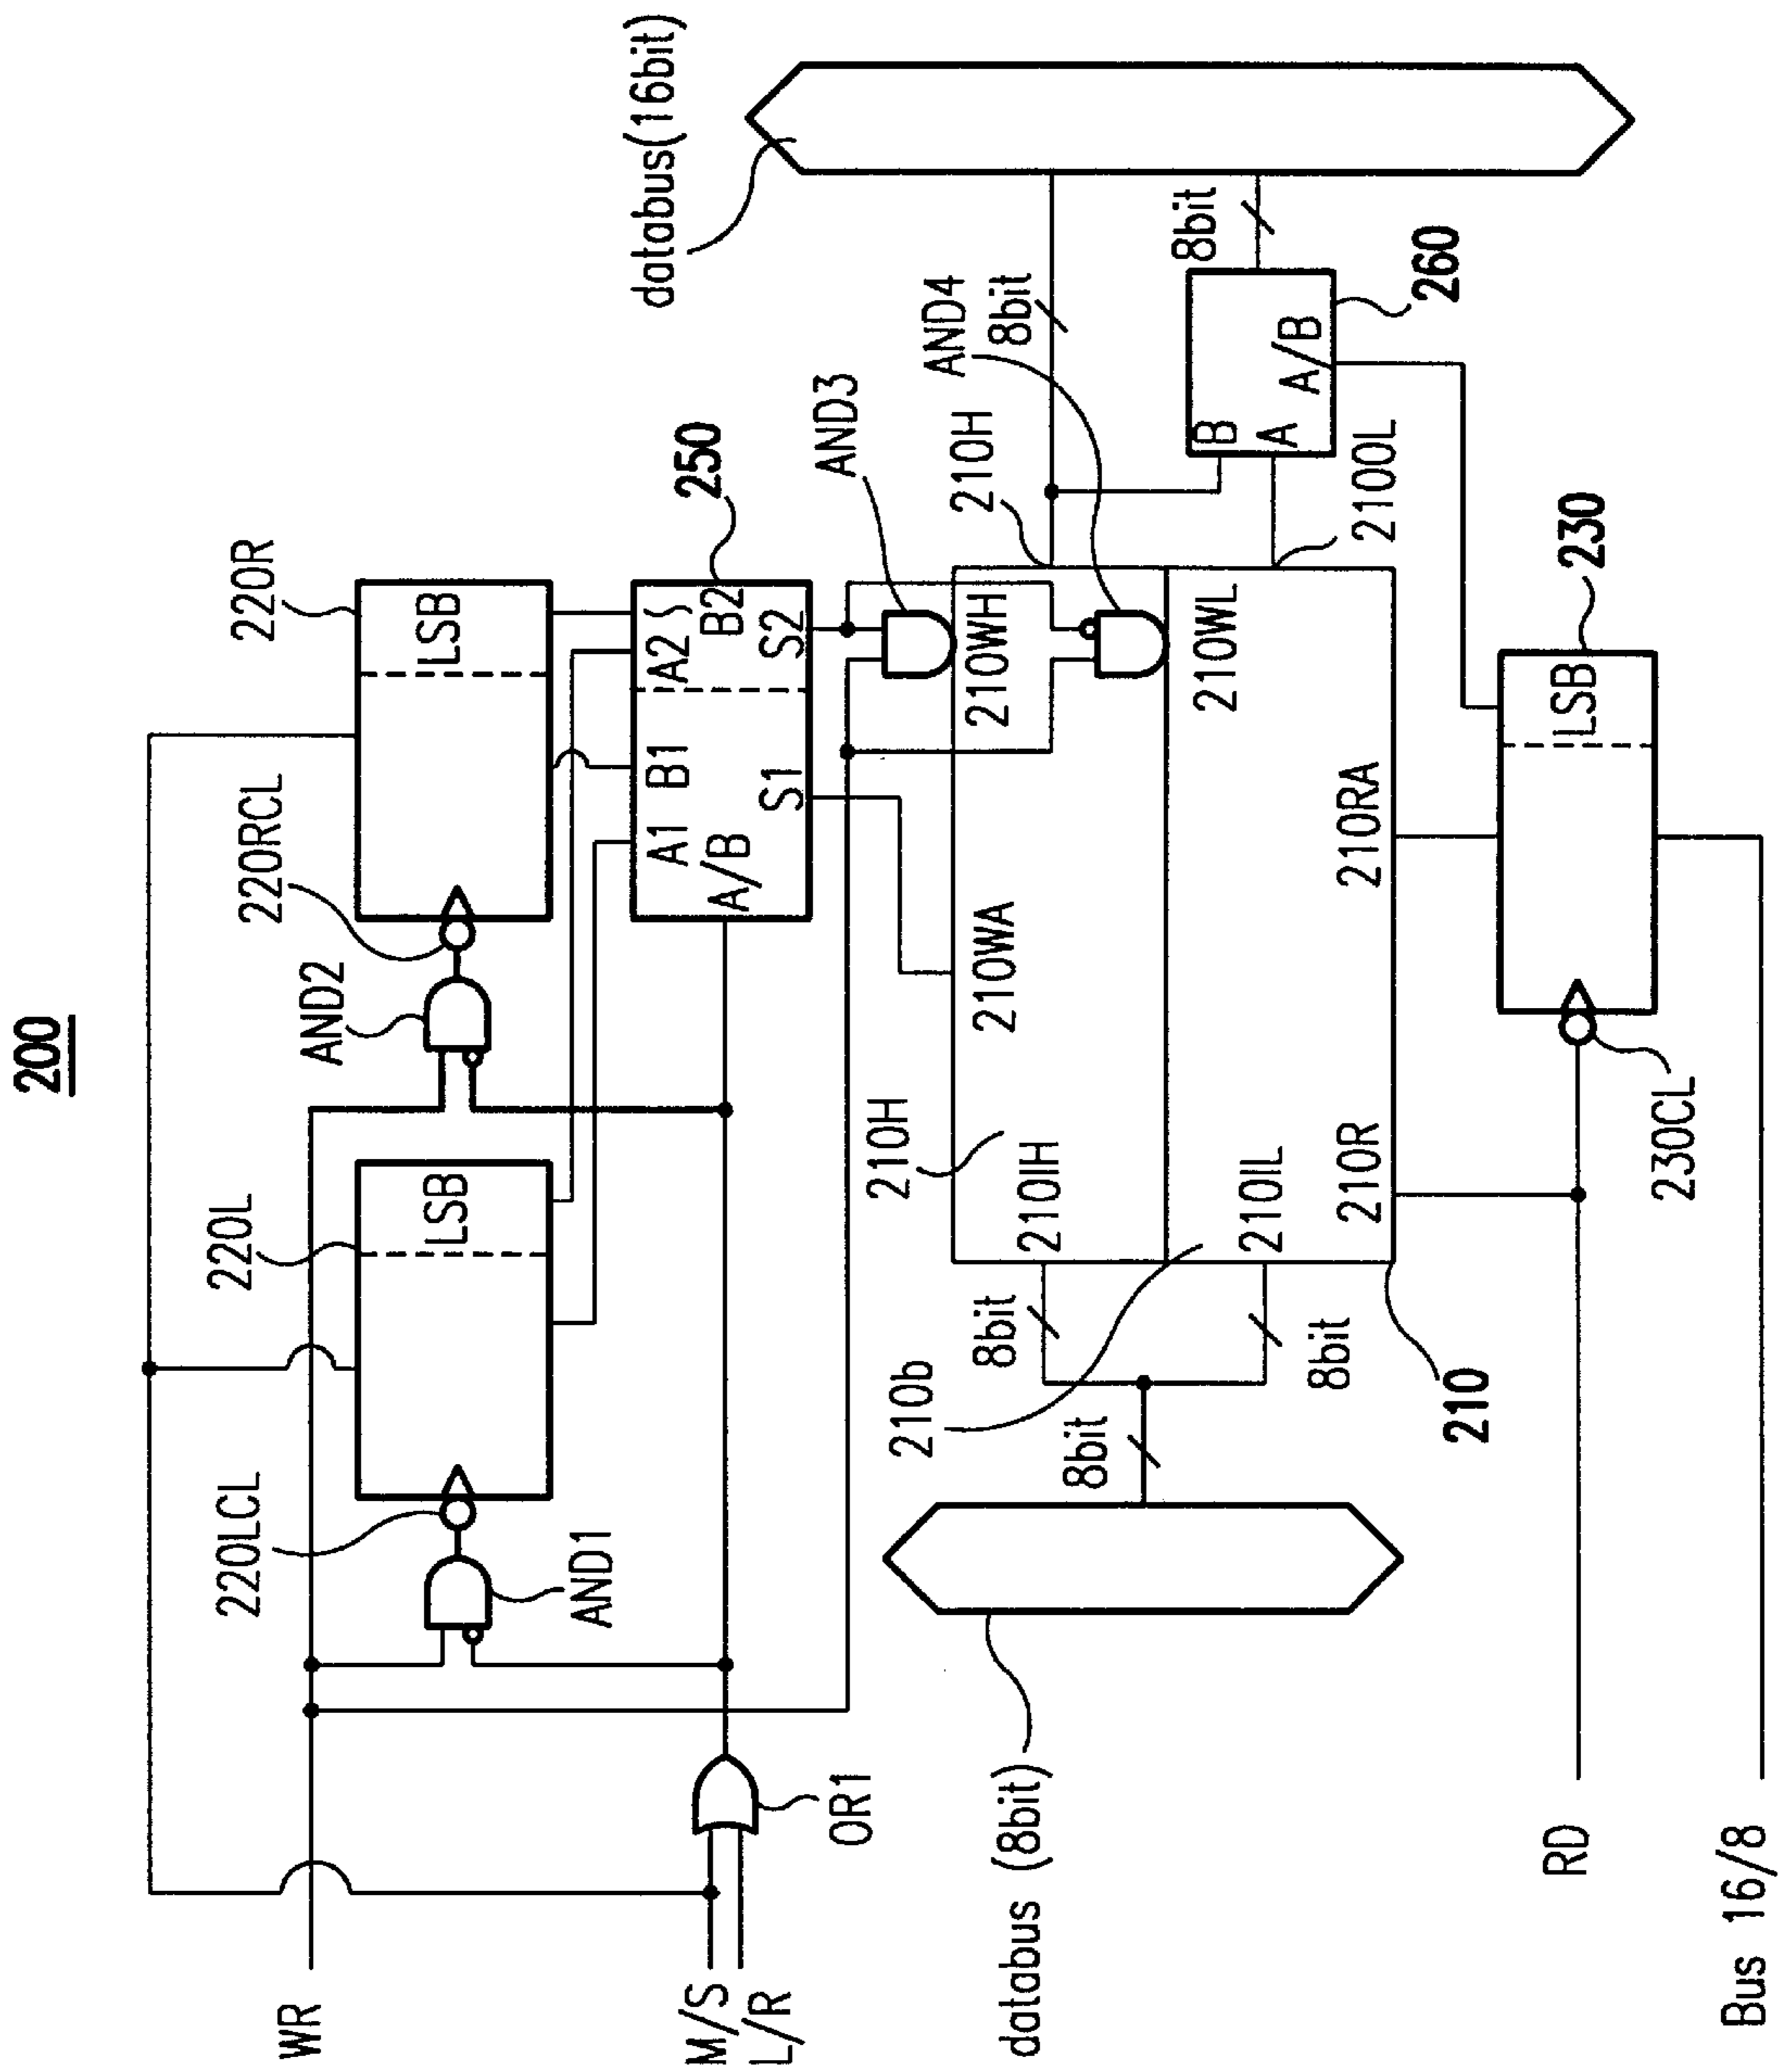 200
WR
M/S
L/R
OR1
220LCL
AND1
220L
LSB
AND2
220RCL
220R
LSB
A1
B1
A2
B2
A/B
S1
S2
250
AND3
AND4
databus(16bit)
8bit
8bit
210H
210WH
210WA
210H
210IH
210WL
210IL
210RA
210R
210OL
210b
210
8bit
8bit
8bit
databus (8bit)
B
A
A/B
260
LSB
230
230CL
RD
Bus 16/8